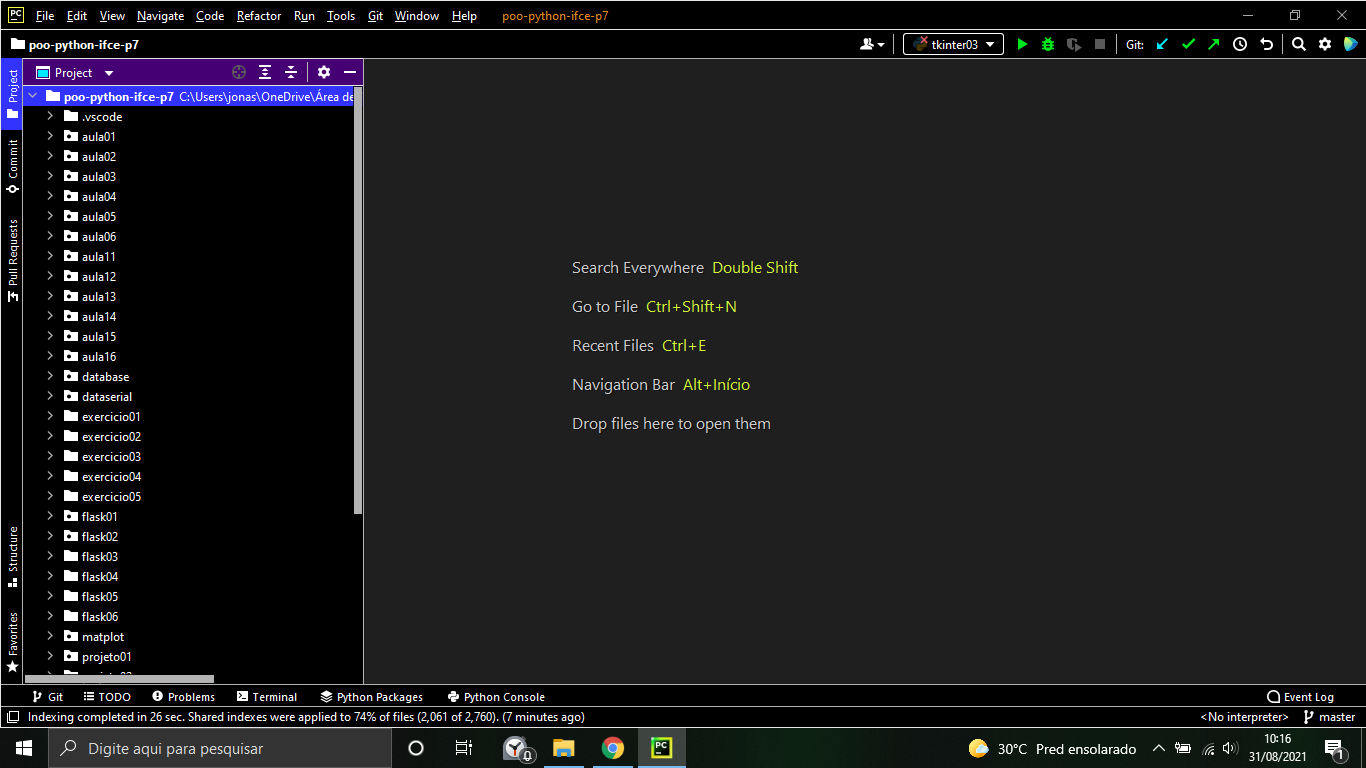 PC File Edit View Navigate Code Refactor Run Tools Git Window Help poo-python-ifce-p7
poo-python-ifce-p7 tkinter03 Git:
Project
Project
Commit
Pull Requests
Structure
Favorites
poo-python-ifce-p7 C:\Users\jonas\OneDrive\Área de
.vscode
aula01
aula02
aula03
aula04
aula05
aula06
aula11
aula12
aula13
aula14
aula15
aula16
database
dataserial
exercicio01
exercicio02
exercicio03
exercicio04
exercicio05
flask01
flask02
flask03
flask04
flask05
flask06
matplot
projeto01
Search Everywhere Double Shift
Go to File Ctrl+Shift+N
Recent Files Ctrl+E
Navigation Bar Alt+Início
Drop files here to open them
Git TODO Problems Terminal Python Packages Python Console Event Log
Indexing completed in 26 sec. Shared indexes were applied to 74% of files (2,061 of 2,760). (7 minutes ago) <No interpreter> master
Digite aqui para pesquisar 0 PC 30°C Pred ensolarado 10:16
31/08/2021 1